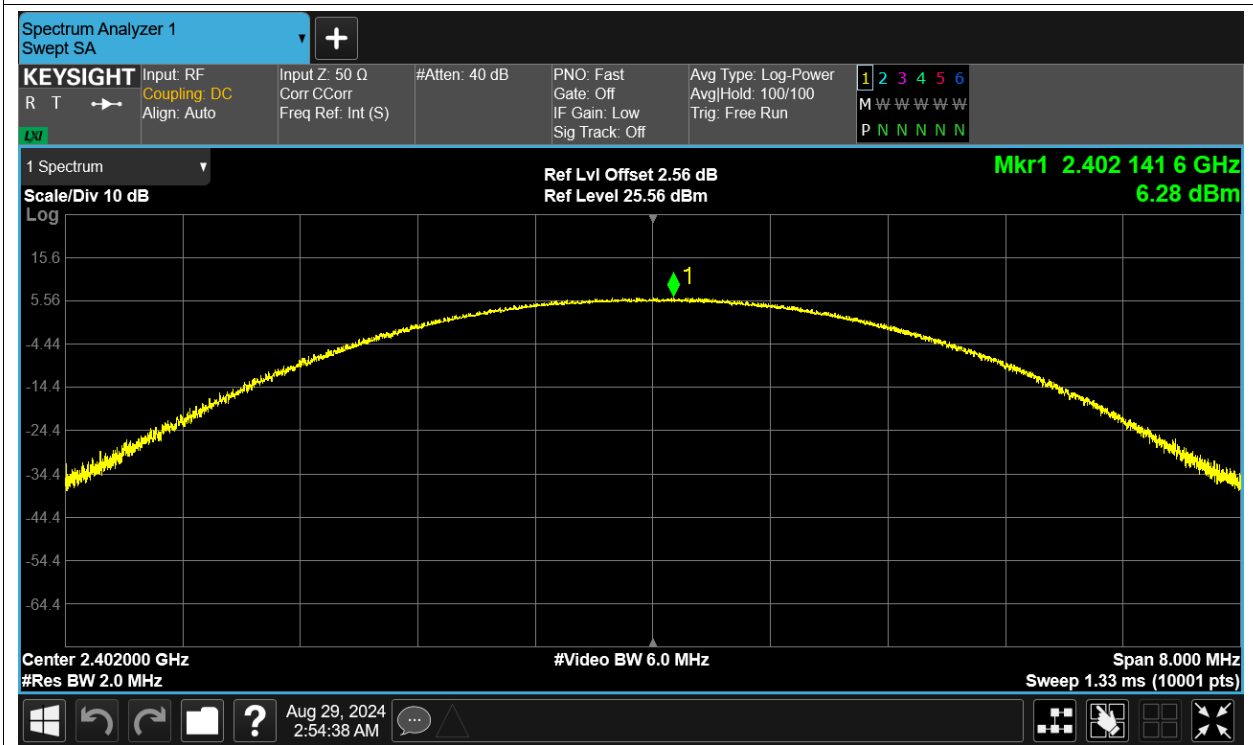 Spectrum Analyzer 1
Swept SA
KEYSIGHT
R T
LXI
Input: RF
Coupling: DC
Align: Auto
Input Z: 50 Ω
Corr CCorr
Freq Ref: Int (S)
#Atten: 40 dB
PNO: Fast
Gate: Off
IF Gain: Low
Sig Track: Off
Avg Type: Log-Power
Avg|Hold: 100/100
Trig: Free Run
1 2 3 4 5 6
M W W W W W W
P N N N N N N
1 Spectrum
Scale/Div 10 dB
Log
Ref Lvl Offset 2.56 dB
Ref Level 25.56 dBm
Mkr1 2.402 141 6 GHz
6.28 dBm
1
15.6
5.56
-4.44
-14.4
-24.4
-34.4
-44.4
-54.4
-64.4
Center 2.402000 GHz
#Res BW 2.0 MHz
#Video BW 6.0 MHz
Span 8.000 MHz
Sweep 1.33 ms (10001 pts)
?
Aug 29, 2024
2:54:38 AM